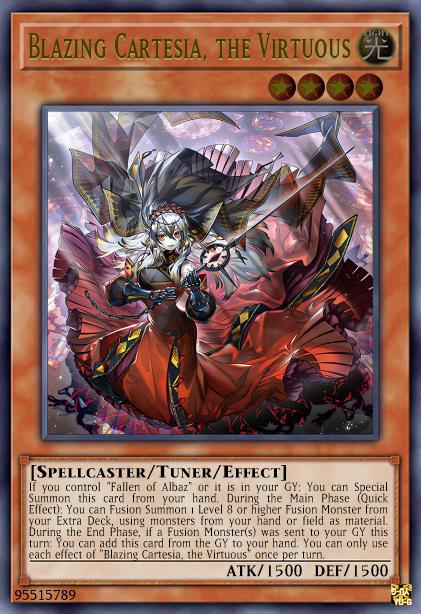 BLAZING CARTESIA, THE VIRTUOUS
LIGHT
光
[SPELLCASTER/TUNER/EFFECT]
If you control "Fallen of Albaz" or it is in your GY: You can Special
Summon this card from your hand. During the Main Phase (Quick
Effect): You can Fusion Summon 1 Level 8 or higher Fusion Monster from
your Extra Deck, using monsters from your hand or field as material.
During the End Phase, if a Fusion Monster(s) was sent to your GY this
turn: You can add this card from the GY to your hand. You can only use
each effect of "Blazing Cartesia, the Virtuous" once per turn.
ATK/1500 DEF/1500
95515789